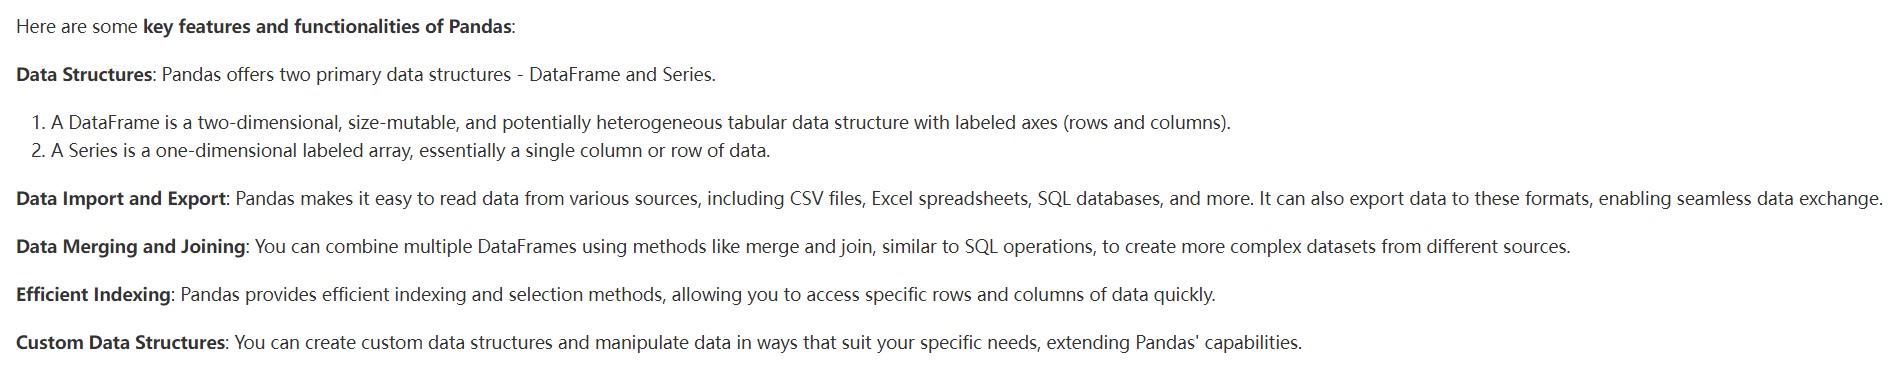 Here are some key features and functionalities of Pandas:
Data Structures: Pandas offers two primary data structures - DataFrame and Series.
1. A DataFrame is a two-dimensional, size-mutable, and potentially heterogeneous tabular data structure with labeled axes (rows and columns).
2. A Series is a one-dimensional labeled array, essentially a single column or row of data.
Data Import and Export: Pandas makes it easy to read data from various sources, including CSV files, Excel spreadsheets, SQL databases, and more. It can also export data to these formats, enabling seamless data exchange.
Data Merging and Joining: You can combine multiple DataFrames using methods like merge and join, similar to SQL operations, to create more complex datasets from different sources.
Efficient Indexing: Pandas provides efficient indexing and selection methods, allowing you to access specific rows and columns of data quickly.
Custom Data Structures: You can create custom data structures and manipulate data in ways that suit your specific needs, extending Pandas' capabilities.